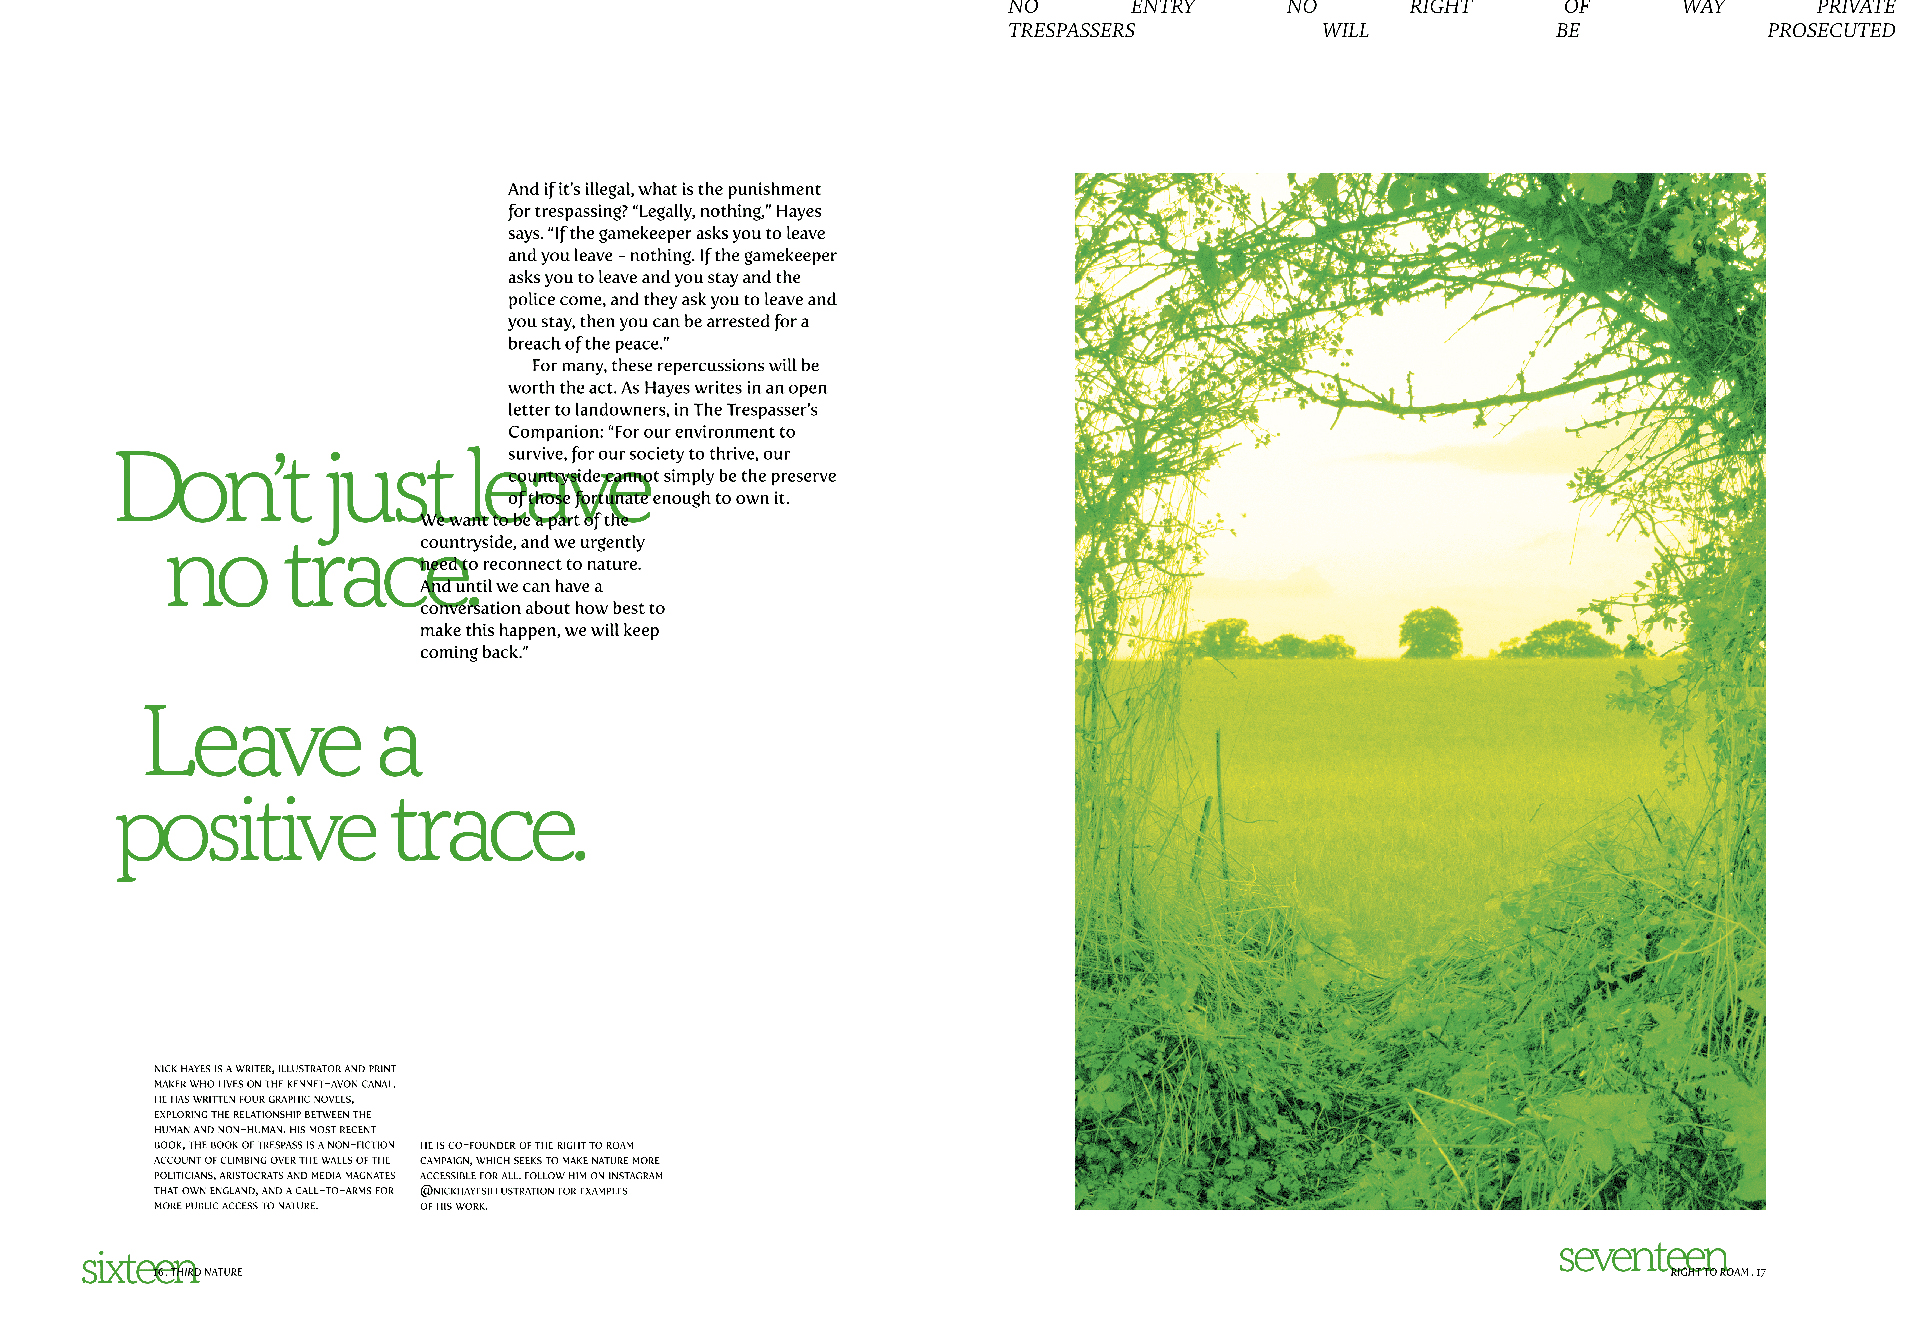 NO ENTRY NO RIGHT OF WAY PRIVATE
TRESPASSERS WILL BE PROSECUTED
And if it's illegal, what is the punishment
for trespassing? “Legally, nothing,” Hayes
says. “If the gamekeeper asks you to leave
and you leave – nothing. If the gamekeeper
asks you to leave and you stay and the
police come, and they ask you to leave and
you stay, then you can be arrested for a
breach of the peace.”
For many, these repercussions will be
worth the act. As Hayes writes in an open
letter to landowners, in The Trespasser's
Companion: “For our environment to
survive, for our society to thrive, our
countryside cannot simply be the preserve
of those fortunate enough to own it.
We want to be a part of the
countryside, and we urgently
need to reconnect to nature.
And until we can have a
conversation about how best to
make this happen, we will keep
coming back.”
Don't just leave
no trace.
Leave a
positive trace.
NICK HAYES IS A WRITER, ILLUSTRATOR AND PRINT
MAKER WHO LIVES ON THE KENNET-AVON CANAL.
HE HAS WRITTEN FOUR GRAPHIC NOVELS,
EXPLORING THE RELATIONSHIP BETWEEN THE
HUMAN AND NON-HUMAN. HIS MOST RECENT
BOOK, THE BOOK OF TRESPASS IS A NON-FICTION
ACCOUNT OF CLIMBING OVER THE WALLS OF THE
POLITICIANS, ARISTOCRATS AND MEDIA MAGNATES
THAT OWN ENGLAND, AND A CALL-TO-ARMS FOR
MORE PUBLIC ACCESS TO NATURE.
HE IS CO-FOUNDER OF THE RIGHT TO ROAM
CAMPAIGN, WHICH SEEKS TO MAKE NATURE MORE
ACCESSIBLE FOR ALL. FOLLOW HIM ON INSTAGRAM
@NICKHAYESILLUSTRATION FOR EXAMPLES
OF HIS WORK.
sixteen
16 . THIRD NATURE
seventeen
RIGHT TO ROAM . 17